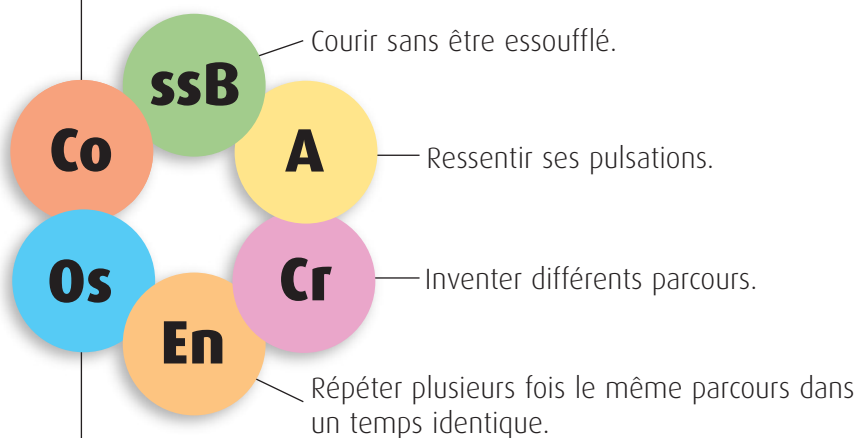 Courir sans être essoufflé.
ssB
Co
A
Ressentir ses pulsations.
Os
Cr
Inventer différents parcours.
En
Répéter plusieurs fois le même parcours dans
un temps identique.